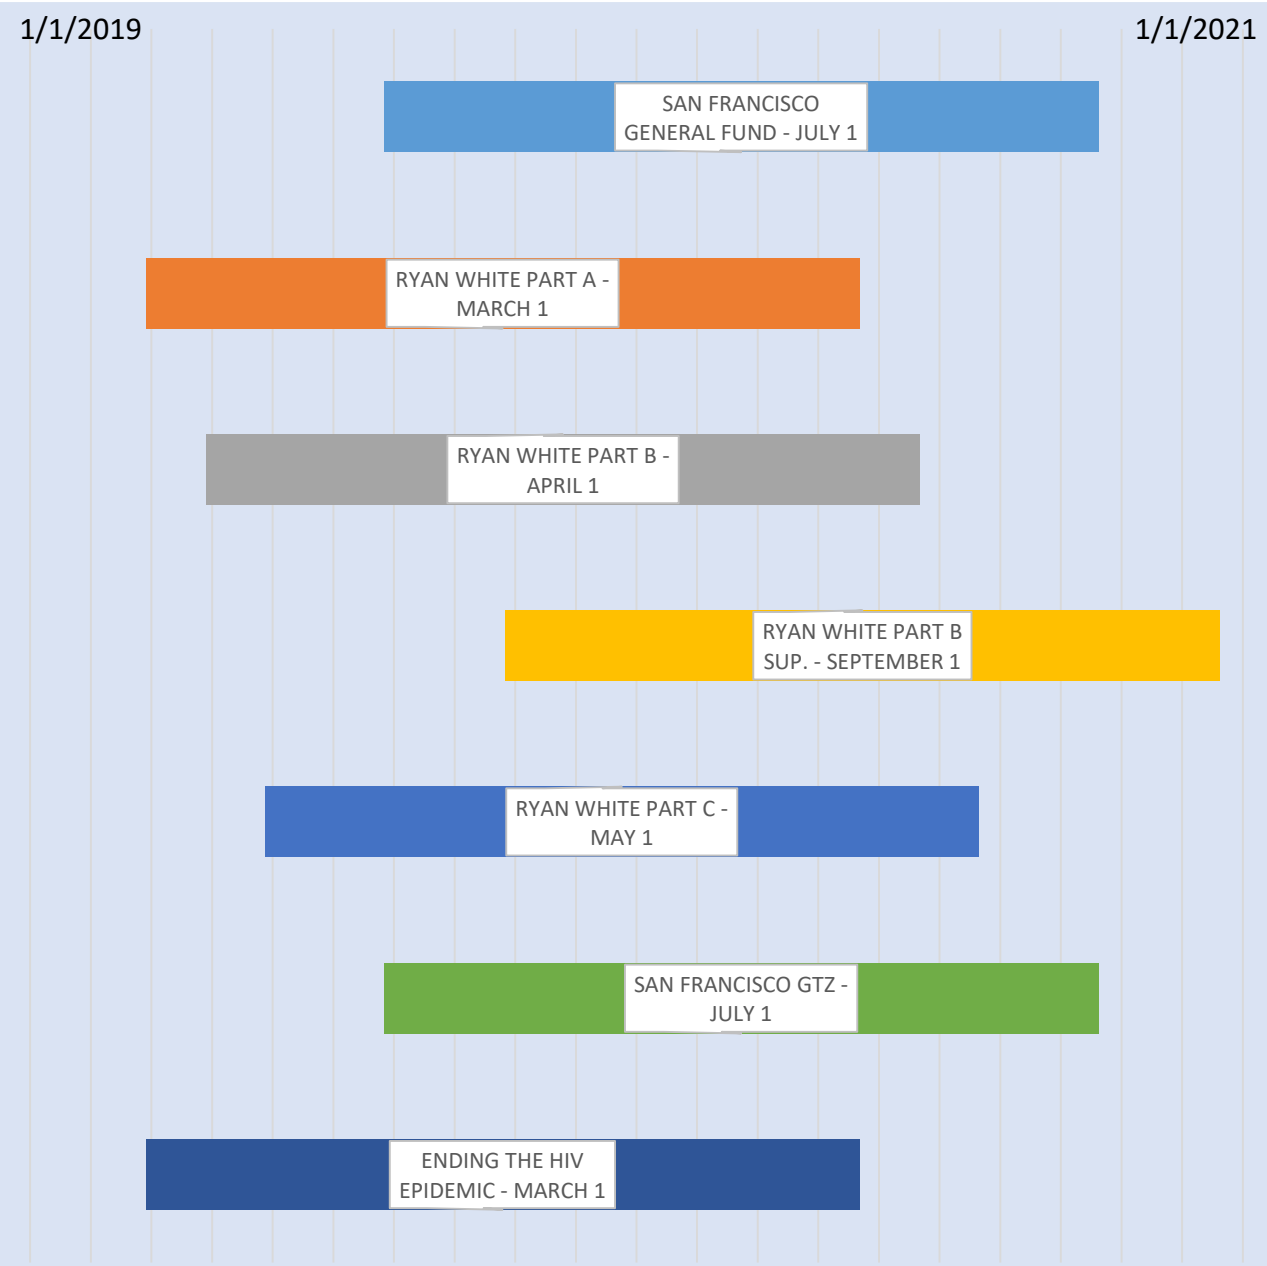 1/1/2019
1/1/2021
SAN FRANCISCO
GENERAL FUND - JULY 1
RYAN WHITE PART A -
MARCH 1
RYAN WHITE PART B -
APRIL 1
RYAN WHITE PART B
SUP. - SEPTEMBER 1
RYAN WHITE PART C -
MAY 1
SAN FRANCISCO GTZ -
JULY 1
ENDING THE HIV
EPIDEMIC - MARCH 1